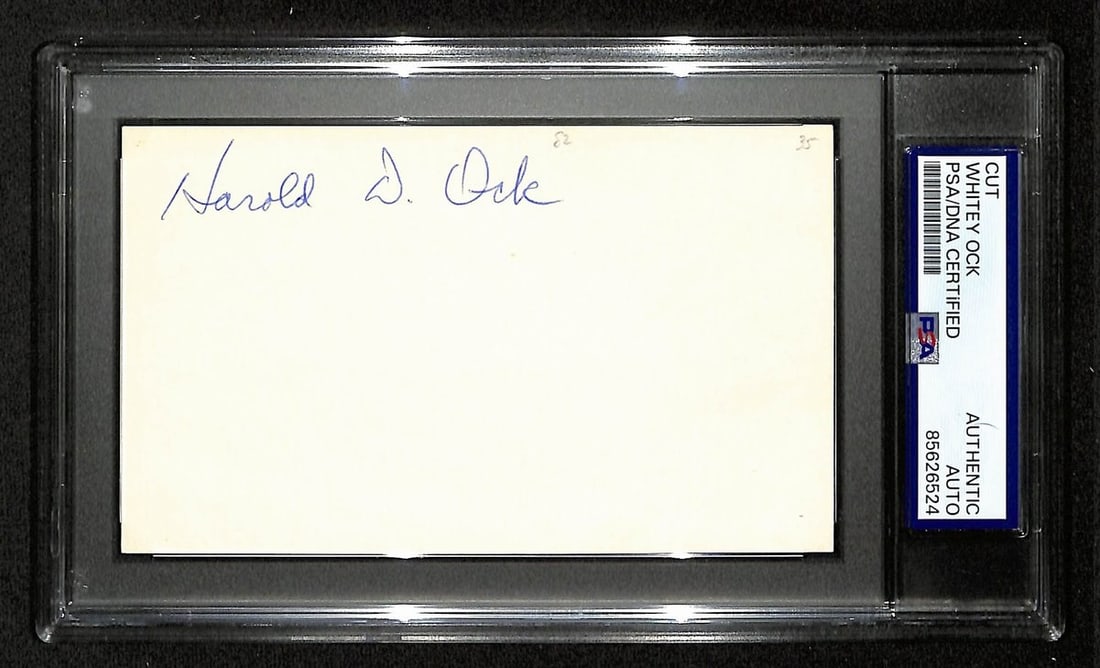 Harold D. Ock
82
35
CUT
WHITEY OCK
PSA/DNA CERTIFIED
PSA
AUTHENTIC
AUTO
85626524